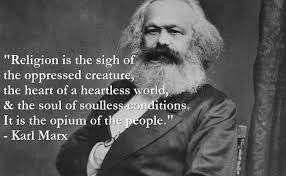 "Religion is the sigh of
the oppressed creature,
the heart of a heartless world,
& the soul of soulless conditions.
It is the opium of the people."
- Karl Marx